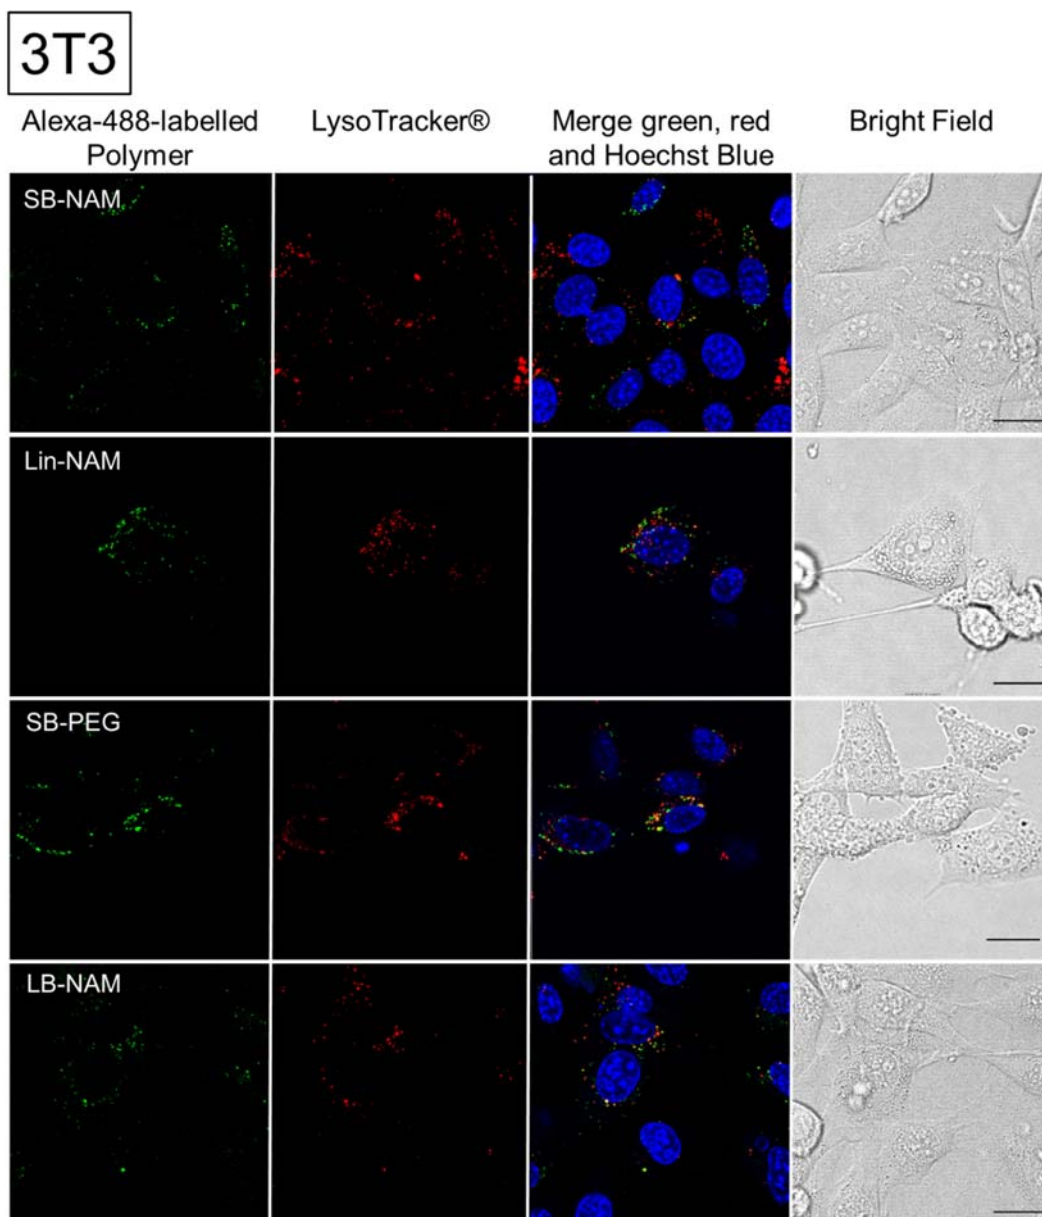 3T3
Alexa-488-labelled
Polymer
LysoTracker®
Merge green, red
and Hoechst Blue
Bright Field
SB-NAM
Lin-NAM
SB-PEG
LB-NAM